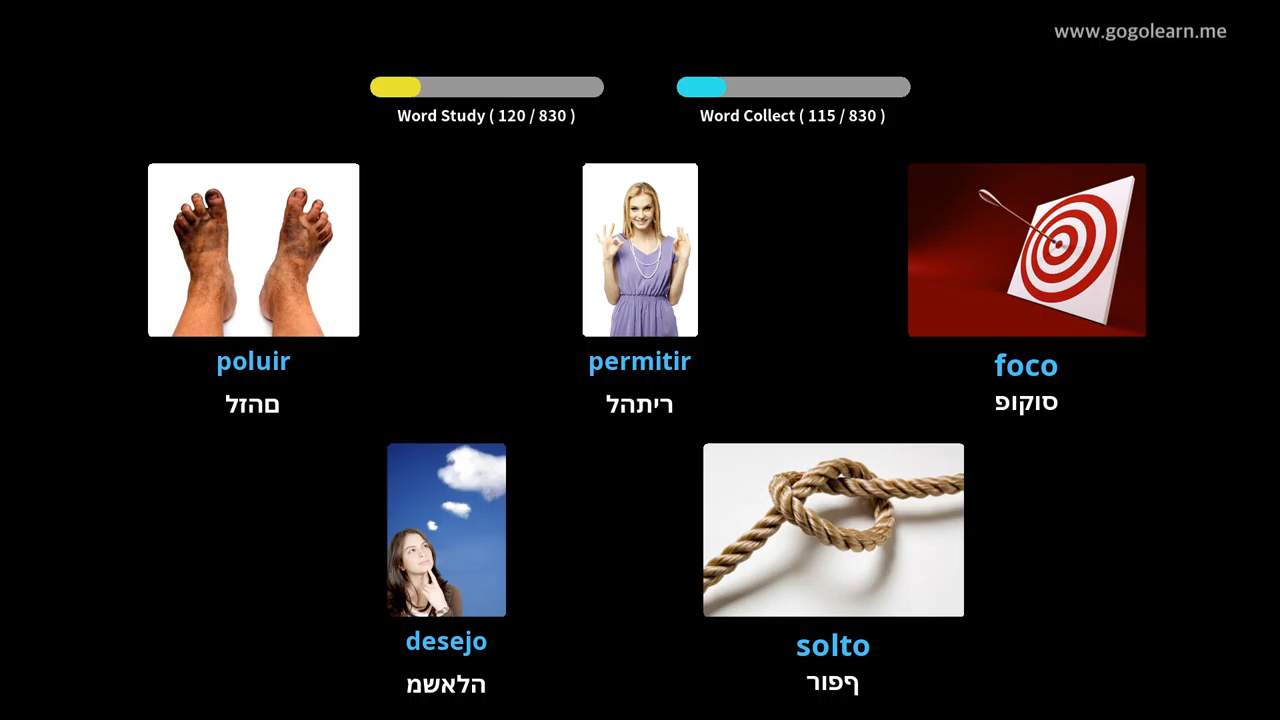 www.gogolearn.me
Word Study ( 120 / 830 )
Word Collect ( 115 / 830 )
poluir
לזהם
permitir
להתיר
foco
פוקוס
desejo
משאלה
solto
רופף